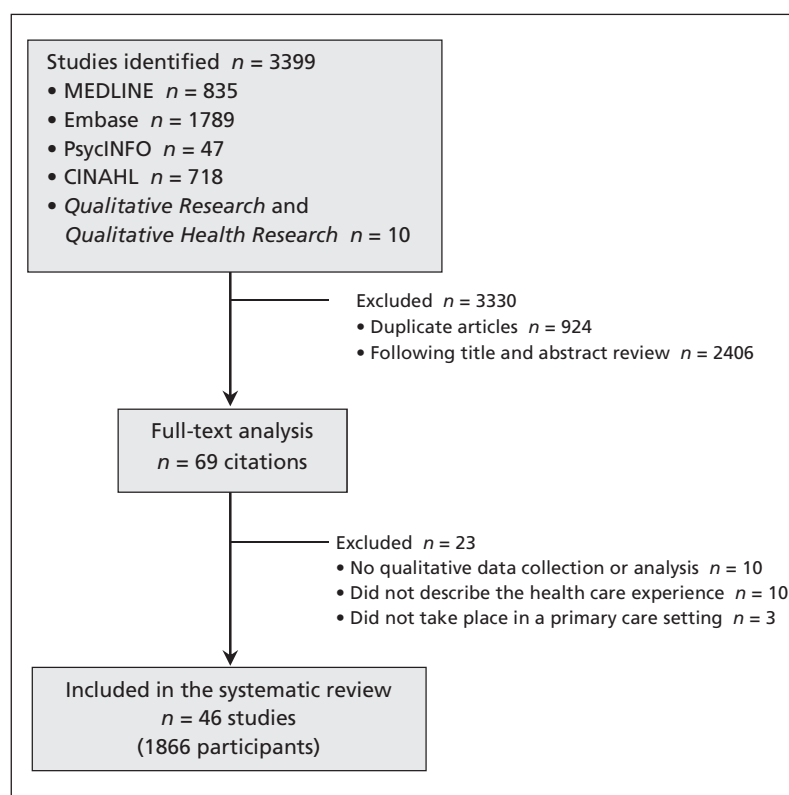 Studies identified n = 3399
• MEDLINE n = 835
• Embase n = 1789
• PsycINFO n = 47
• CINAHL n = 718
• Qualitative Research and
Qualitative Health Research n = 10
Excluded n = 3330
• Duplicate articles n = 924
• Following title and abstract review n = 2406
Full-text analysis
n = 69 citations
Excluded n = 23
• No qualitative data collection or analysis n = 10
• Did not describe the health care experience n = 10
• Did not take place in a primary care setting n = 3
Included in the systematic review
n = 46 studies
(1866 participants)